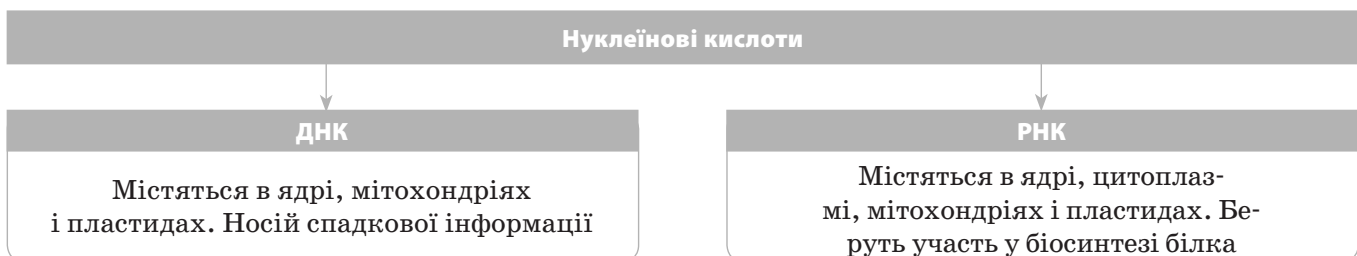 Нуклеїнові кислоти
ДНК
Містяться в ядрі, мітохондріях
і пластидах. Носій спадкової інформації
РНК
Містяться в ядрі, цитоплаз-
мі, мітохондріях і пластидах. Бе-
руть участь у біосинтезі білка